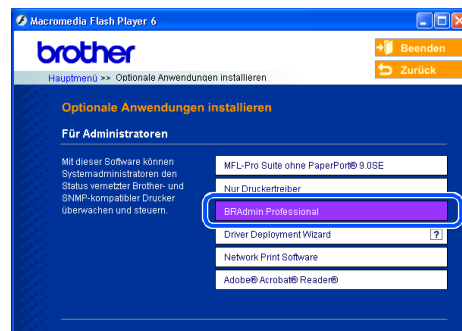 Macromedia Flash Player 6
brother
Beenden
Zurück
Hauptmenü >> Optionale Anwendungen installieren
Optionale Anwendungen installieren
Für Administratoren
Mit dieser Software können
Systemadministratoren den
Status vernetzter Brother- und
SNMP-kompatibler Drucker
überwachen und steuern.
MFL-Pro Suite ohne PaperPort® 9.0SE
Nur Druckertreiber
BRAdmin Professional
Driver Deployment Wizard
?
Network Print Software
Adobe® Acrobat® Reader®